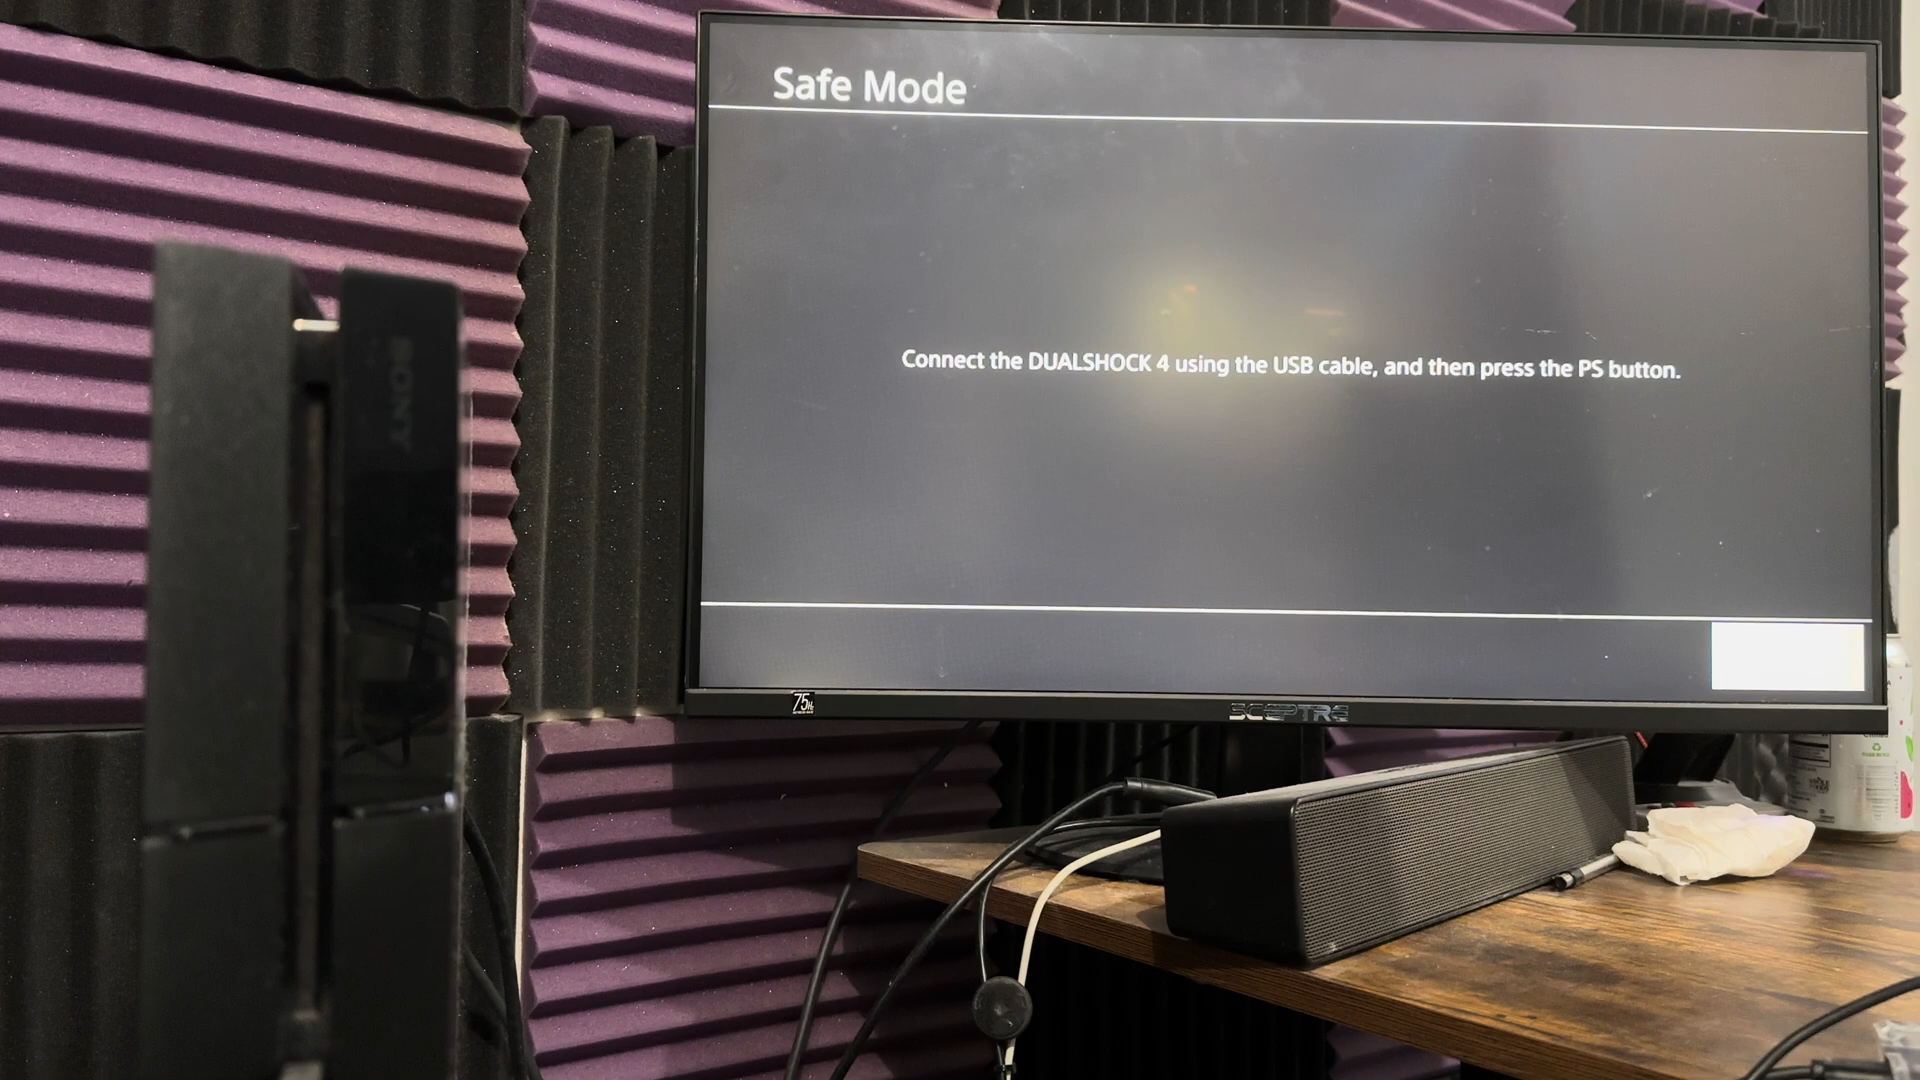 Safe Mode
SONY
Connect the DUALSHOCK 4 using the USB cable, and then press the PS button.
75Hz
SCEPTRE